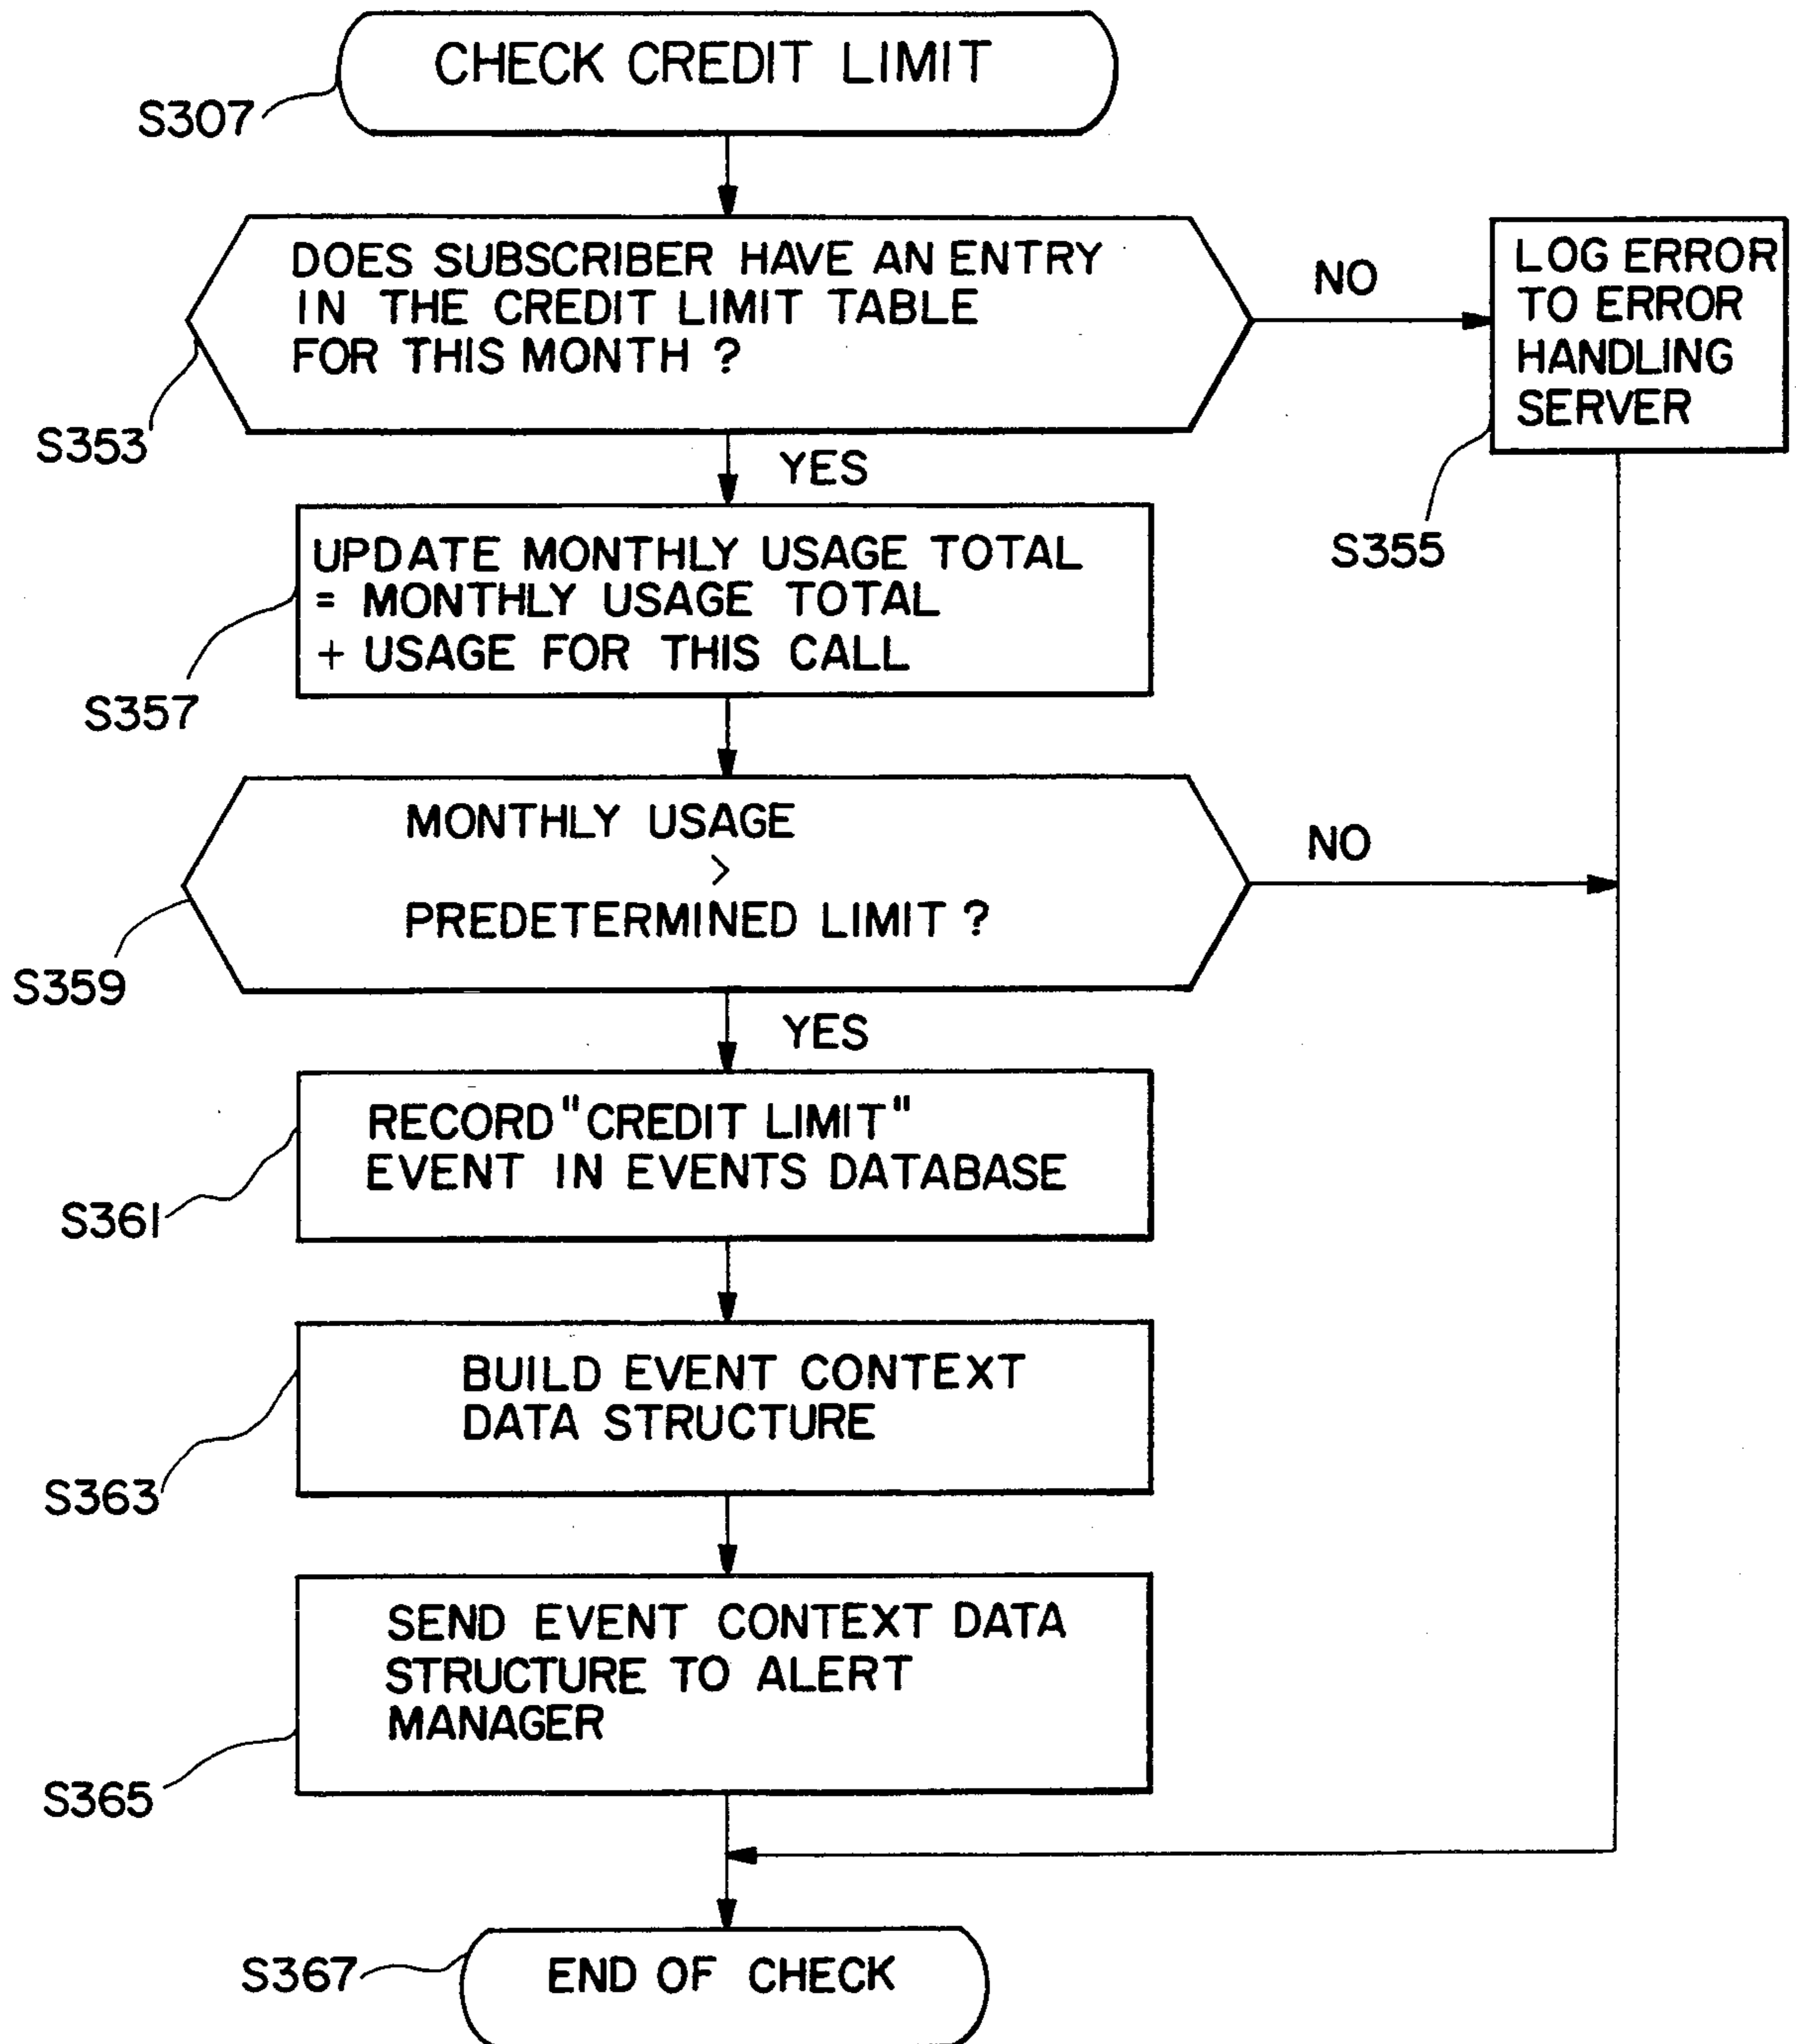 CHECK CREDIT LIMIT
S307
DOES SUBSCRIBER HAVE AN ENTRY
IN THE CREDIT LIMIT TABLE
FOR THIS MONTH ?
S353
NO
LOG ERROR
TO ERROR
HANDLING
SERVER
S355
YES
UPDATE MONTHLY USAGE TOTAL
= MONTHLY USAGE TOTAL
+ USAGE FOR THIS CALL
S357
MONTHLY USAGE
>
PREDETERMINED LIMIT ?
S359
NO
YES
RECORD "CREDIT LIMIT"
EVENT IN EVENTS DATABASE
S361
BUILD EVENT CONTEXT
DATA STRUCTURE
S363
SEND EVENT CONTEXT DATA
STRUCTURE TO ALERT
MANAGER
S365
S367
END OF CHECK